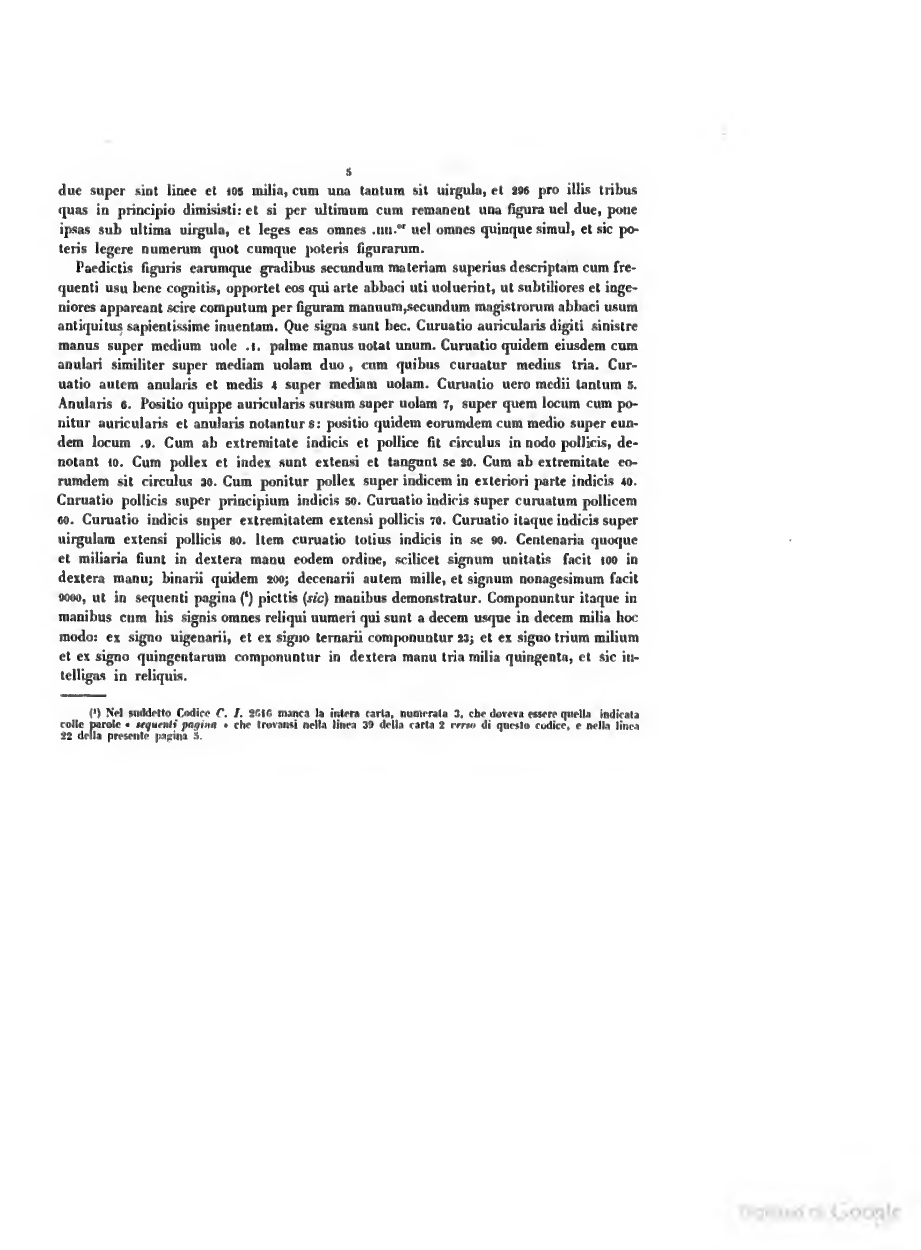 5
due super sint linee et 105 milia, cum una tantum sit uirgula, et 296 pro illis tribus
quas in principio dimisisti: et si per ultimum cum remanent una figura uel due, pone
ipsas sub ultima uirgula, et leges eas omnes .IIII.or uel omnes quinque simul, et sic po-
teris legere numerum quot cumque poteris figurarum.
Paedictis figuris earumque gradibus secundum materiam superius descriptam cum fre-
quenti usu bene cognitis, opportet eos qui arte abbaci uti uoluerint, ut subtiliores et inge-
niores appareant scire computum per figuram manuum,secundum magistrorum abbaci usum
antiquitus sapientissime inuentam. Que signa sunt hec. Curuatio auricularis digiti sinistre
manus super medium uole .1. palme manus notat unum. Curuatio quidem eiusdem cum
anulari similiter super mediam uolam duo , cum quibus curuatur medius tria. Cur-
uatio autem anularis et medis 4 super mediam uolam. Curuatio uero medii tantum 5.
Anularis 6. Positio quippe auricularis sursum super uolam 7, super quem locum cum po-
nitur auricularis et anularis notantur 8: positio quidem eorumdem cum medio super eun-
dem locum .9. Cum ab extremitate indicis et pollice fit circulus in nodo pollicis, de-
notant 10. Cum pollex et index sunt extensi et tangunt se 20. Cum ab extremitate eo-
rumdem sit circulus 30. Cum ponitur pollex super indicem in exteriori parte indicis 40.
Curuatio pollicis super principium indicis 50. Curuatio indicis super curuatum pollicem
60. Curuatio indicis super extremitatem extensi pollicis 70. Curuatio itaque indicis super
uirgulam extensi pollicis 80. Item curuatio totius indicis in se 90. Centenaria quoque
et miliaria fiunt in dextera manu eodem ordine, scilicet signum unitatis facit 100 in
dextera manu; binarii quidem 200; decenarii autem mille, et signum nonagesimum facit
9000, ut in sequenti pagina (¹) picttis (sic) manibus demonstratur. Componuntur itaque in
manibus cum his signis omnes reliqui numeri qui sunt a decem usque in decem milia hoc
modo: ex signo uigenarii, et ex signo ternarii componuntur 23; et ex signo trium milium
et ex signo quingentarum componuntur in dextera manu tria milia quingenta, et sic in-
telligas in reliquis.
(¹) Nel suddetto Codice C. I. 2616 manca la intera carta, numerata 3, che doveva essere quella indicata
colle parole « sequenti pagina » che trovansi nella linea 39 della carta 2 verso di questo codice, e nella linea
22 della presente pagina 5.
Digitized by Google